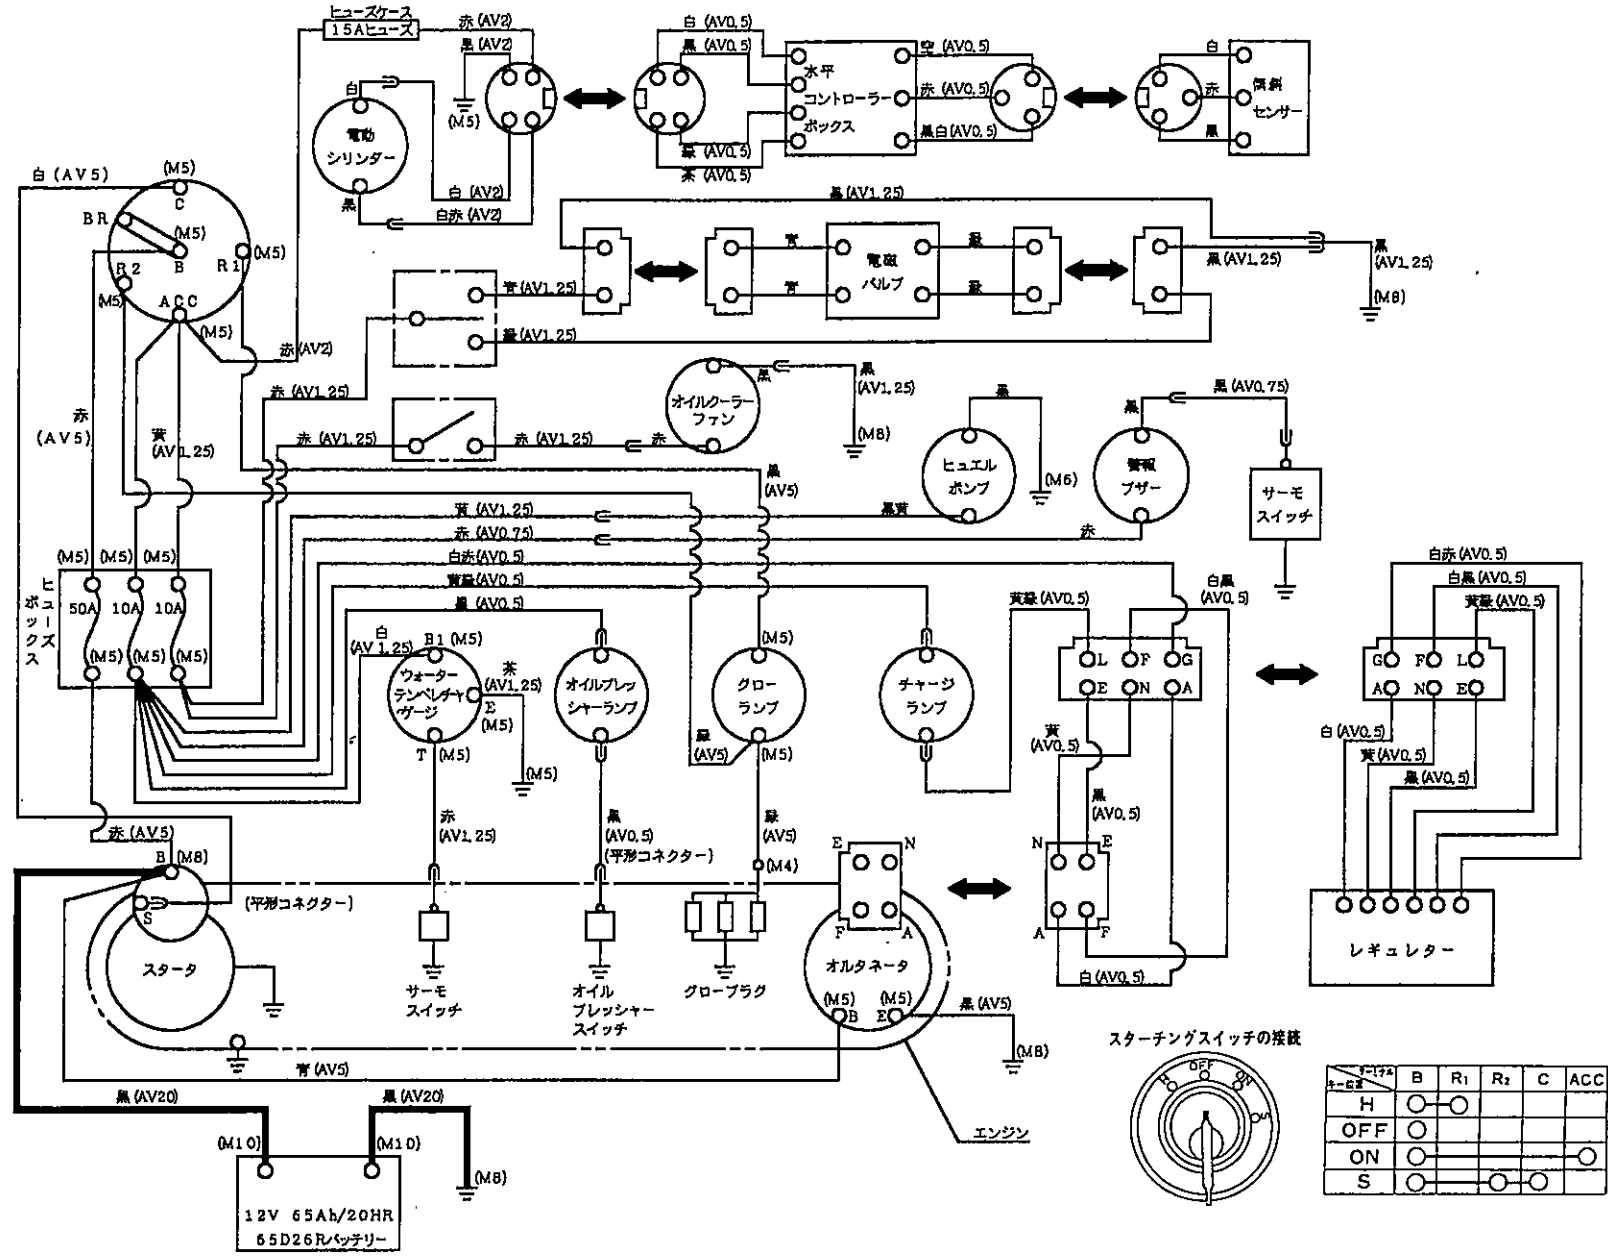 ヒューズケース
15Aヒューズ
赤(AV2)
黒(AV2)
(M5)
白
電動
シリンダー
黒
白(AV2)
白赤(AV2)
白(AV0.5)
黒(AV0.5)
緑(AV0.5)
茶(AV0.5)
水平
コントローラー
ボックス
空(AV0.5)
赤(AV0.5)
黒白(AV0.5)
白
赤
黒
傾斜
センサー
白(AV5)
(M5)
C
BR
(M5)
B
R2
R1
(M5)
(M5)
ACC
(M5)
赤(AV2)
黒(AV1.25)
青(AV1.25)
緑(AV1.25)
青
青
電磁
バルブ
緑
緑
黒(AV1.25)
黒
(AV1.25)
(M8)
赤(AV1.25)
赤
(AV5)
黄
(AV1.25)
赤(AV1.25)
赤(AV1.25)
赤
オイルクーラー
ファン
黒
黒
(AV1.25)
(M8)
黒
(AV5)
黒
ヒュエル
ポンプ
(M6)
黒黄
黒
警報
ブザー
赤
黒(AV0.75)
サーモ
スイッチ
黄(AV1.25)
赤(AV0.75)
白赤(AV0.5)
黄緑(AV0.5)
黒(AV0.5)
ヒューズ
ボックス
(M5)
(M5)
(M5)
50A
10A
10A
(M5)
(M5)
(M5)
白
(AV1.25)
B1
(M5)
ウォーター
テンペレチャ
ゲージ
茶
(AV1.25)
E
(M5)
T
(M5)
(M5)
オイルプレッ
シャーランプ
(M5)
グロー
ランプ
緑
(AV5)
(M5)
チャージ
ランプ
黄緑(AV0.5)
白黒
(AV0.5)
L
F
G
E
N
A
黄
(AV0.5)
黒
(AV0.5)
N
E
A
F
白(AV0.5)
白赤(AV0.5)
白黒(AV0.5)
黄緑(AV0.5)
G
F
L
A
N
E
白(AV0.5)
黄(AV0.5)
黒(AV0.5)
レギュレター
赤(AV5)
B
(M8)
S
(平形コネクター)
スタータ
赤
(AV1.25)
サーモ
スイッチ
黒
(AV0.5)
(平形コネクター)
オイル
プレッシャー
スイッチ
緑
(AV5)
(M4)
グロープラグ
E
N
F
A
オルタネータ
(M5)
B
(M5)
E
黒(AV5)
(M8)
エンジン
青(AV5)
黒(AV20)
黒(AV20)
(M10)
(M10)
(M8)
12V 65Ah/20HR
65D26Rバッテリー
スターチングスイッチの接続
H
OFF
ON
S
ターミナル
キー位置
B
R1
R2
C
ACC
H
OFF
ON
S